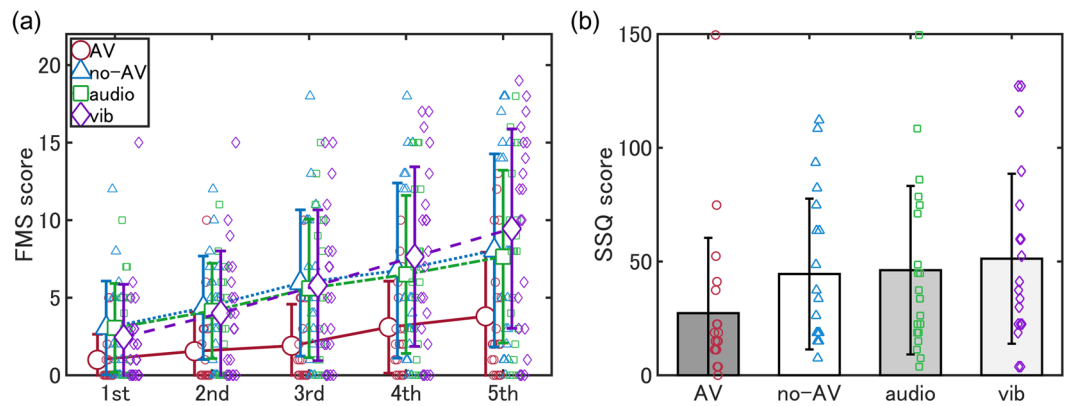 (a)
FMS score
20
15
10
5
0
AV
no-AV
audio
vib
1st 2nd 3rd 4th 5th
(b)
SSQ score
150
100
50
0
AV no-AV audio vib